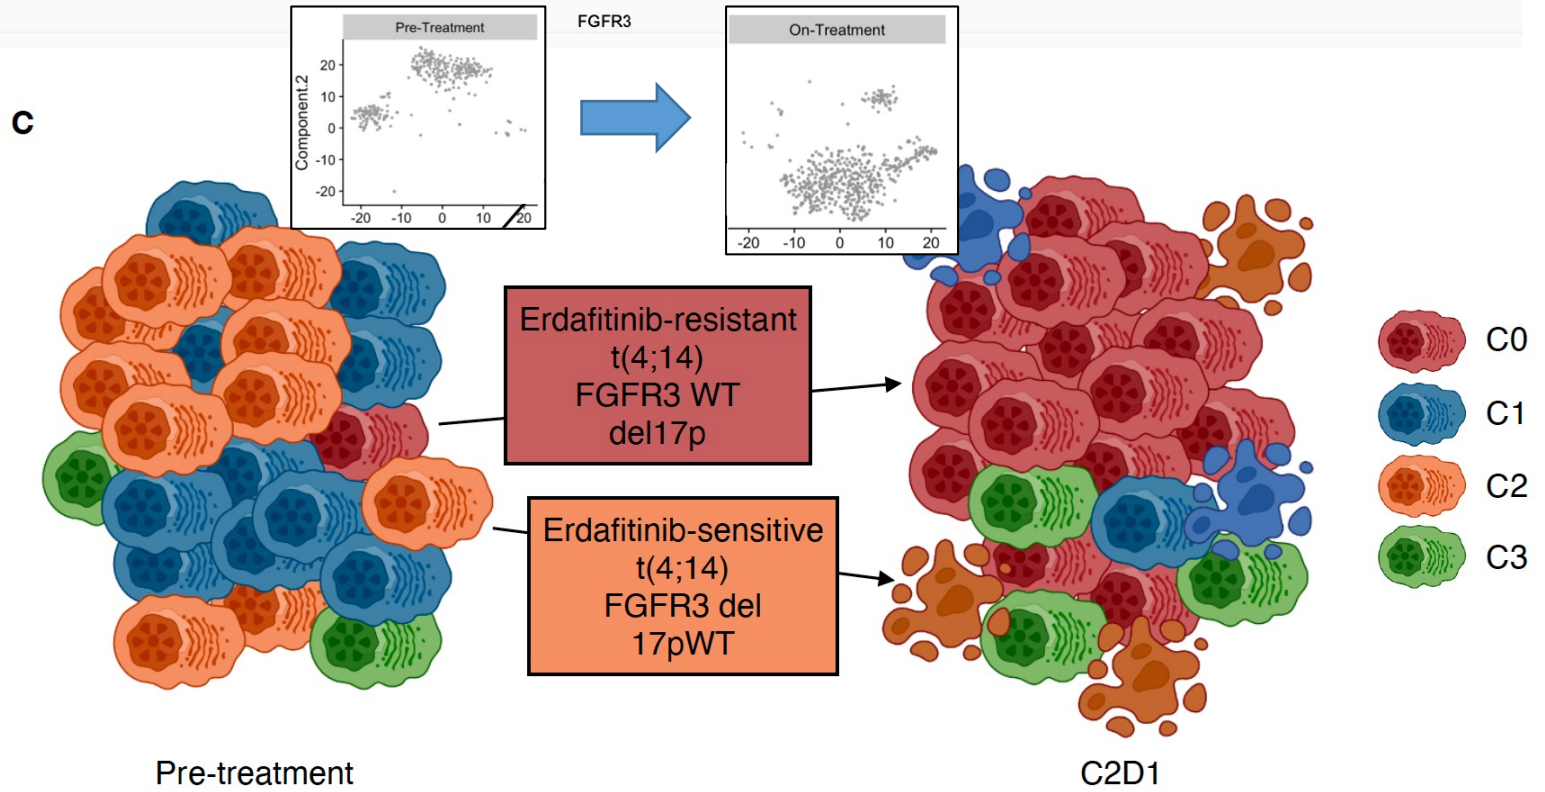 Pre-Treatment
FGFR3
On-Treatment
Component.2
20
10
0
-10
-20
-20 -10 0 10 20
-20 -10 0 10 20
C
Erdafitinib-resistant
t(4;14)
FGFR3 WT
del17p
Erdafitinib-sensitive
t(4;14)
FGFR3 del
17pWT
C0
C1
C2
C3
Pre-treatment
C2D1